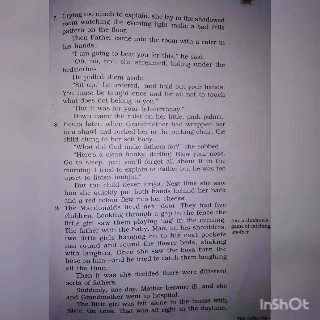 7. Crying too much to explain, she lay in the shadowed
room watching the evening light make a sad little
pattern on the floor.
Then Father came into the room with a ruler in
his hands.
"I am going to beat you for this," he said.
"Oh, no, no!" she screamed, hiding under the
bedclothes.
He pulled them aside.
"Sit up," he ordered, "and hold out your hands.
You must be taught once and for all not to touch
what does not belong to you."
"But it was for your b-b-birthday."
Down came the ruler on her little, pink palms.
8. Hours later, when Grandmother had wrapped her
in a shawl and rocked her in the rocking-chair, the
child clung to her soft body.
"What did God make fathers for?" she sobbed.
"Here's a clean hanky, darling. Blow your nose.
Go to sleep, pet; you'll forget all about it in the
morning. I tried to explain to Father but he was too
upset to listen tonight."
But the child never forgot. Next time she saw
him she quickly put both hands behind her back
and a red colour flew into her cheeks.
9. The Macdonalds lived next door. They had five
children. Looking through a gap in the fence the
little girl saw them playing 'tag' in the evening.
The father with the baby, Mao, on his shoulders,
two little girls hanging on to his coat pockets
ran round and round the flower beds, shaking
with laughter. Once she saw the boys turn the
hose on him—and he tried to catch them laughing
all the time.
Then it was she decided there were different
sorts of fathers.
Suddenly, one day, Mother became ill, and she
and Grandmother went to hospital.
The little girl was left alone in the house with
Alice, the cook. That was all right in the daytime,
tag: a children's
game of catching
another
InShOt